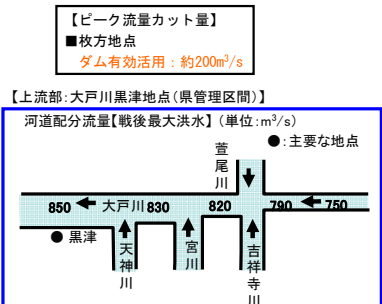 【ピーク流量カット量】
■枚方地点
ダム有効活用：約200m³/s
【上流部:大戸川黒津地点(県管理区間)】
河道配分流量【戦後最大洪水】(単位:m³/s)
●:主要な地点
萱尾川
850 大戸川 830 820 790 750
●黒津
天神川
宮川
吉祥寺川